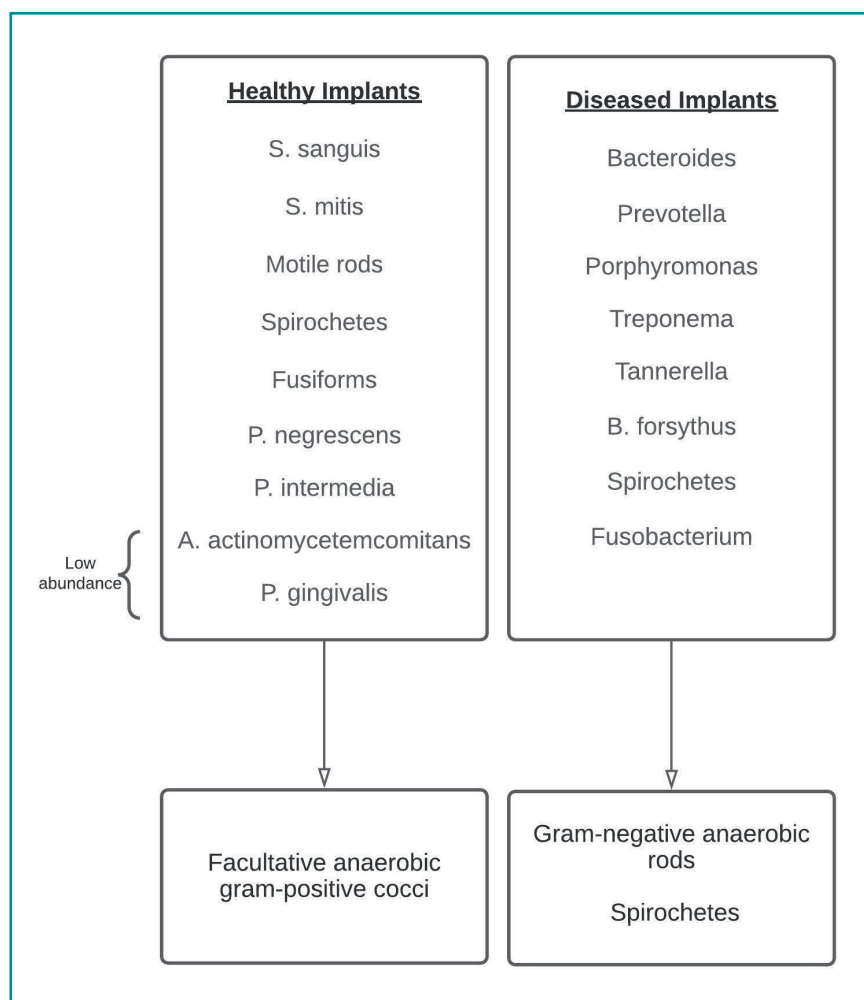 Healthy Implants
S. sanguis
S. mitis
Motile rods
Spirochetes
Fusiforms
P. negrescens
P. intermedia
A. actinomycetemcomitans
P. gingivalis
Low
abundance
Facultative anaerobic
gram-positive cocci
Diseased Implants
Bacteroides
Prevotella
Porphyromonas
Treponema
Tannerella
B. forsythus
Spirochetes
Fusobacterium
Gram-negative anaerobic
rods
Spirochetes